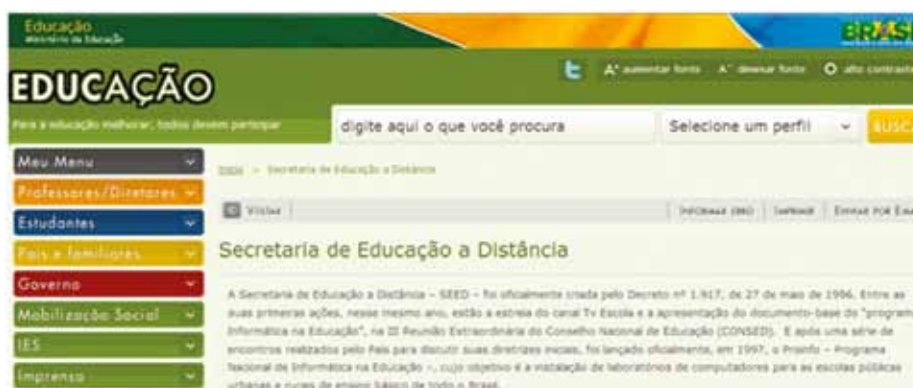 Educação
Ministério da Educação
BRASIL
EDUCAÇÃO
A+ aumentar fonte A- diminuir fonte alto contraste
Para a educação melhorar, todos devem participar
digite aqui o que você procura Selecione um perfil BUSCA
Meu Menu
Início > Secretaria de Educação a Distância
Professores/Diretores
Voltar Imprimir Enviar por Ema
Estudantes
Secretaria de Educação a Distância
Pais e familiares
Governo
Mobilização Social
IES
Imprensa
A Secretaria de Educação a Distância – SEED – foi oficialmente criada pelo Decreto nº 1.917, de 27 de maio de 1996. Entre as
suas primeiras ações, nesse mesmo ano, estão a estreia do canal Tv Escola e a apresentação do documento-base do "programa
Informática na Educação", na III Reunião Extraordinária do Conselho Nacional de Educação (CONSED). E após uma série de
encontros realizados pelo País para discutir suas diretrizes iniciais, foi lançado oficialmente, em 1997, o Proinfo – Programa
Nacional de Informática na Educação –, cujo objetivo é a instalação de laboratórios de computadores para as escolas públicas
urbanas e rurais de ensino básico de todo o Brasil.